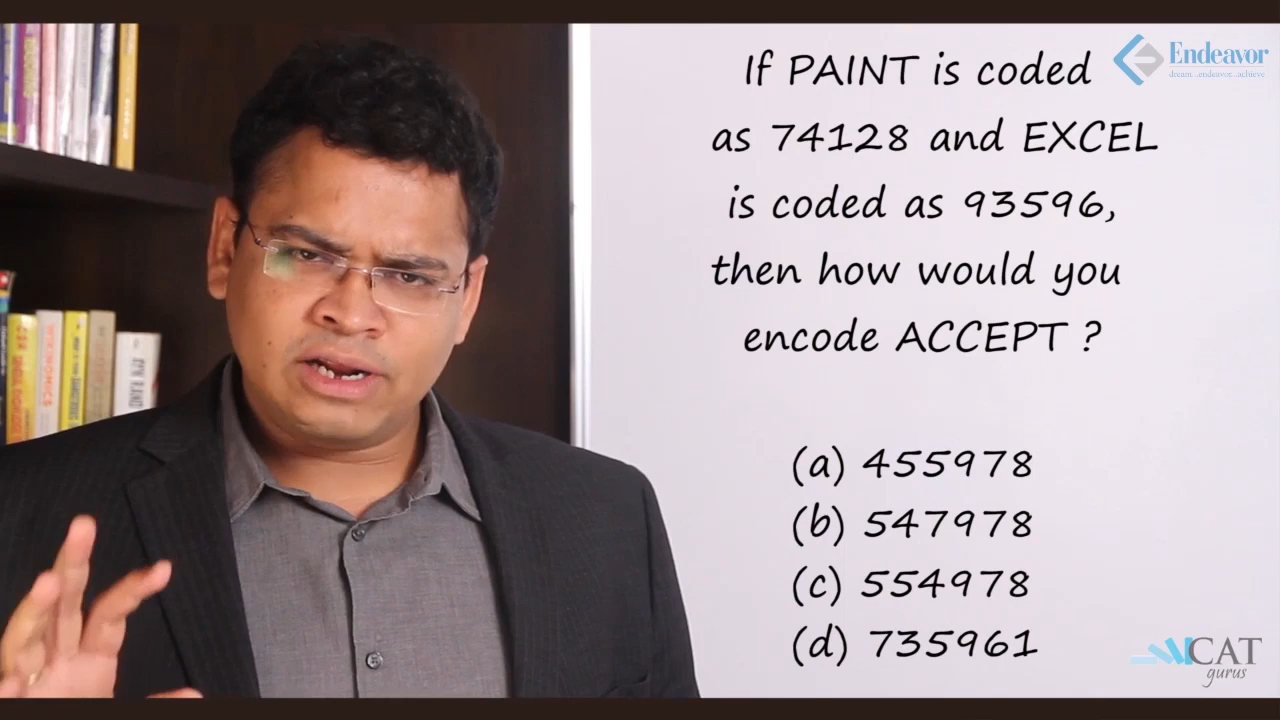 If PAINT is coded
as 74128 and EXCEL
is coded as 93596,
then how would you
encode ACCEPT ?
(a) 455978
(b) 547978
(c) 554978
(d) 735961
Endeavor
dream...endeavor...achieve
CAT
gurus